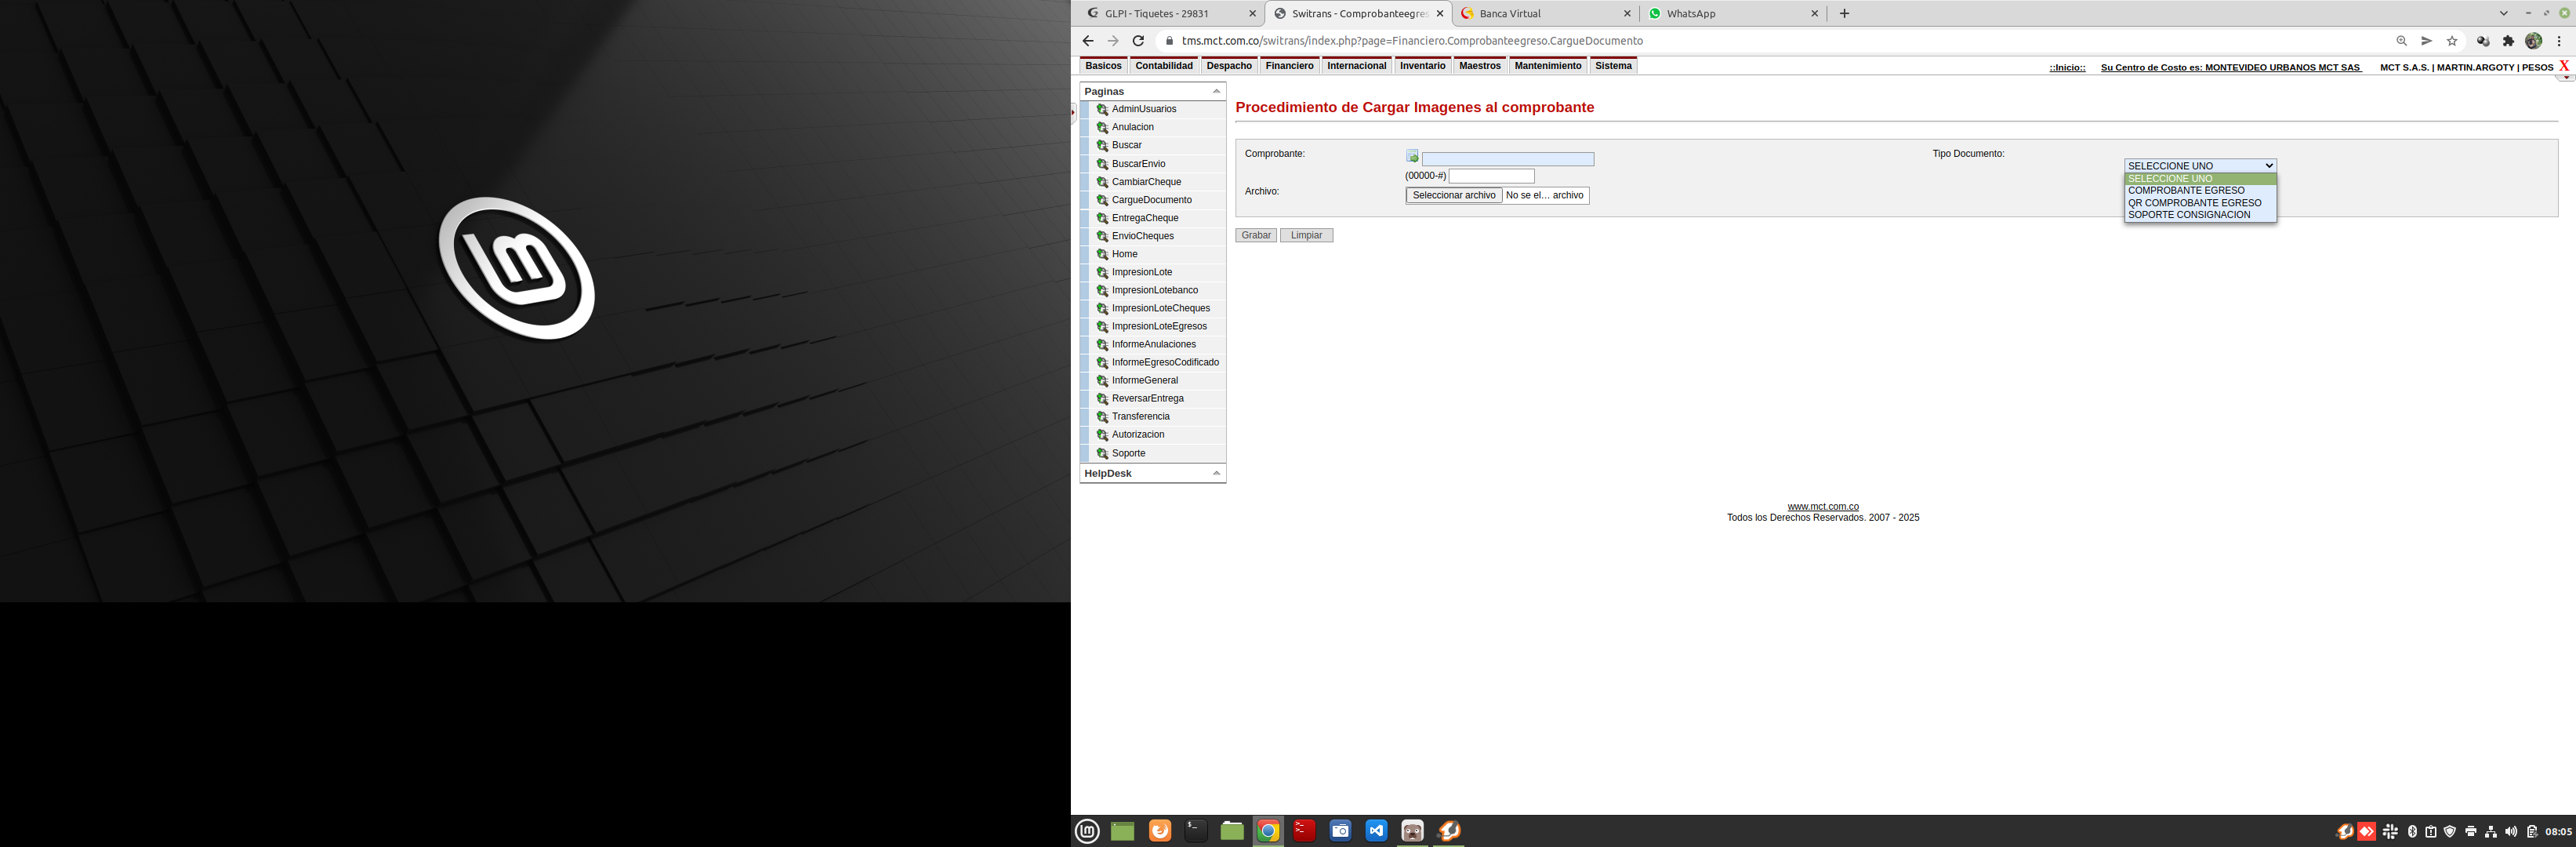 GLPI - Tiquetes - 29831
Switrans - Comprobanteegres
Banca Virtual
WhatsApp
tms.mct.com.co/switrans/index.php?page=Financiero.Comprobanteegreso.CargueDocumento
Basicos Contabilidad Despacho Financiero Internacional Inventario Maestros Mantenimiento Sistema
::Inicio:: Su Centro de Costo es: MONTEVIDEO URBANOS MCT SAS MCT S.A.S. | MARTIN.ARGOTY | PESOS X
Paginas
AdminUsuarios
Anulacion
Buscar
BuscarEnvio
CambiarCheque
CargueDocumento
EntregaCheque
EnvioCheques
Home
ImpresionLote
ImpresionLotebanco
ImpresionLoteCheques
ImpresionLoteEgresos
InformeAnulaciones
InformeEgresoCodificado
InformeGeneral
ReversarEntrega
Transferencia
Autorizacion
Soporte
HelpDesk
Procedimiento de Cargar Imagenes al comprobante
Comprobante:
(00000-#)
Archivo:
Seleccionar archivo No se el... archivo
Tipo Documento:
SELECCIONE UNO
SELECCIONE UNO
COMPROBANTE EGRESO
QR COMPROBANTE EGRESO
SOPORTE CONSIGNACION
Grabar Limpiar
www.mct.com.co
Todos los Derechos Reservados. 2007 - 2025
08:05